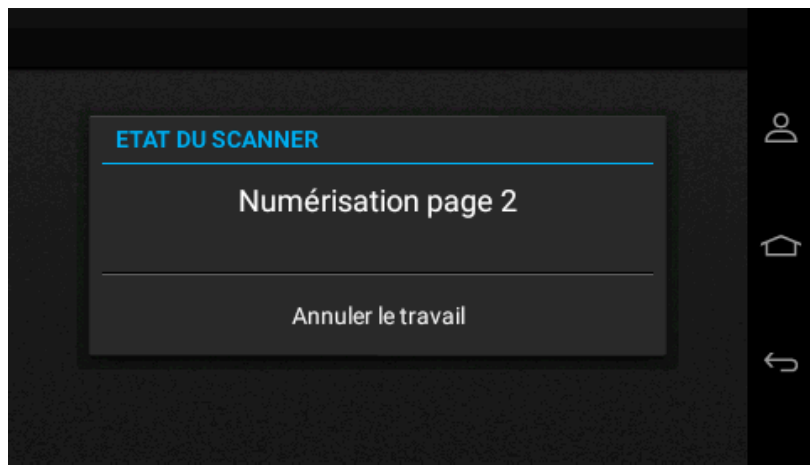 ETAT DU SCANNER
Numérisation page 2
Annuler le travail